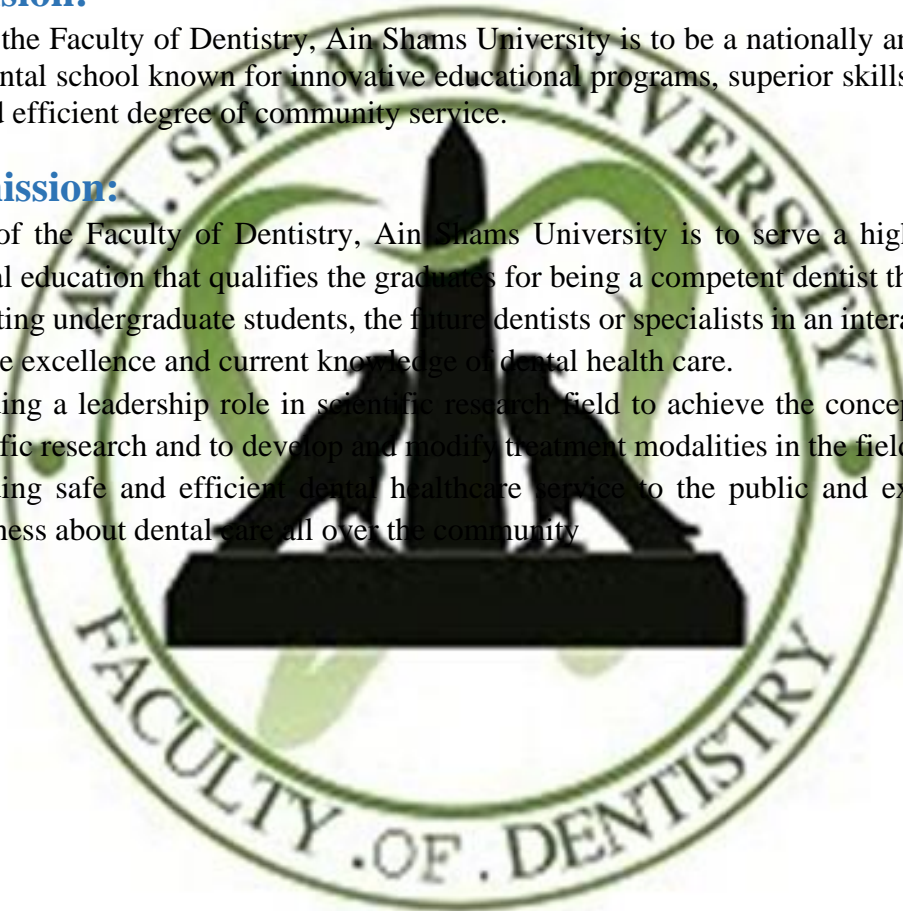 sion:
the Faculty of Dentistry, Ain Shams University is to be a nationally an
ental school known for innovative educational programs, superior skills
d efficient degree of community service.
nission:
of the Faculty of Dentistry, Ain Shams University is to serve a high
al education that qualifies the graduates for being a competent dentist th
ting undergraduate students, the future dentists or specialists in an intera
e excellence and current knowledge of dental health care.
ing a leadership role in scientific research field to achieve the concep
fic research and to develop and modify treatment modalities in the field
ing safe and efficient dental healthcare service to the public and ex
ness about dental care all over the community
AIN. SHAMS UNIVERSITY
FACULTY .OF . DENTISTRY